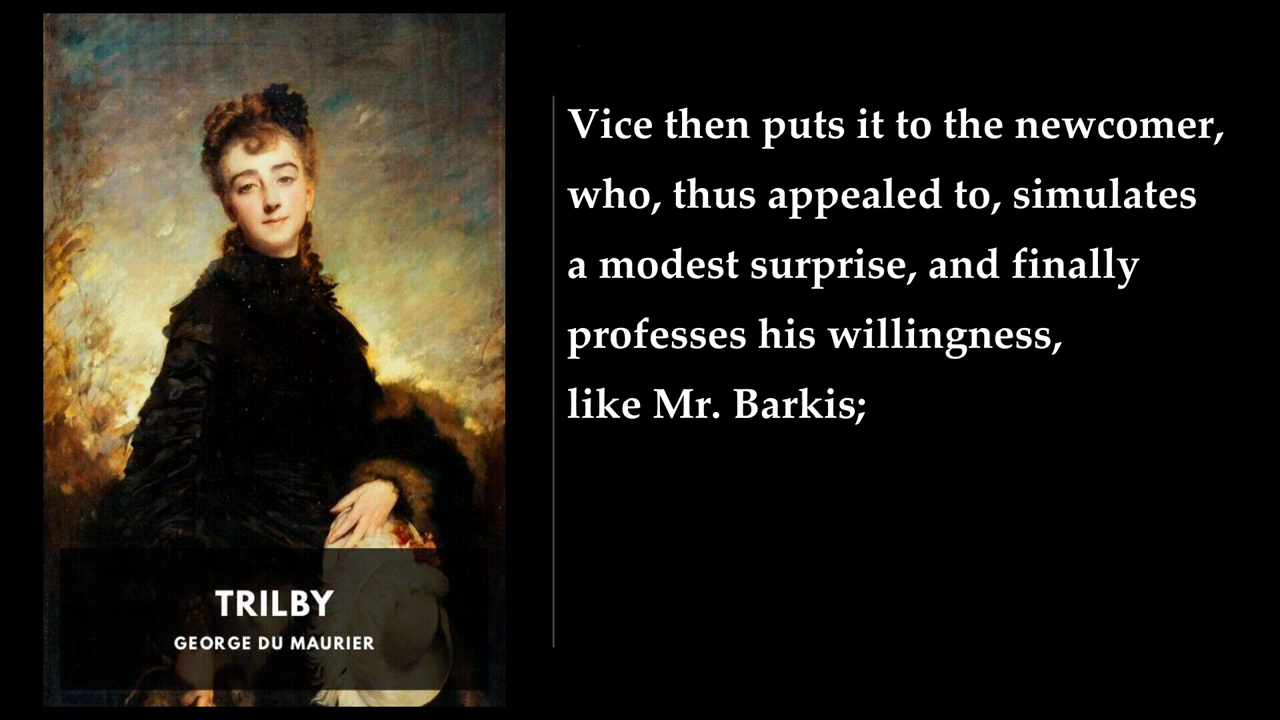 Vice then puts it to the newcomer,
who, thus appealed to, simulates
a modest surprise, and finally
professes his willingness,
like Mr. Barkis;
TRILBY
GEORGE DU MAURIER